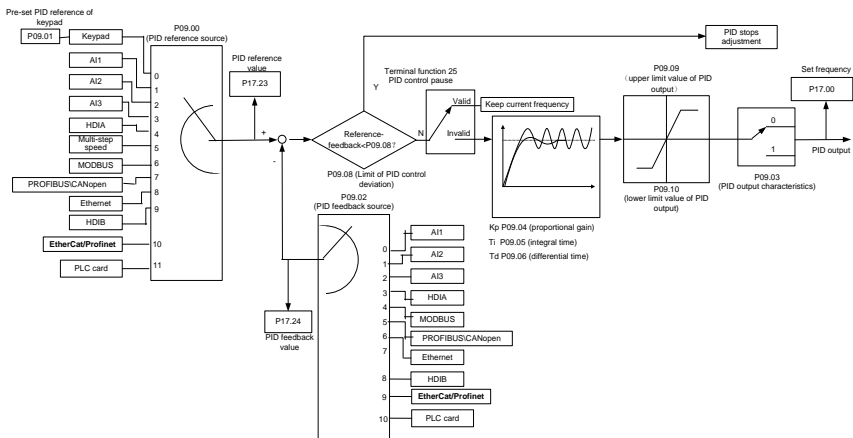 Pre-set PID reference of
keypad
P09.01
Keypad
AI1
AI2
AI3
HDIA
Multi-step
speed
MODBUS
PROFIBUS\CANopen
Ethernet
HDIB
EtherCat/Profinet
PLC card
P09.00
(PID reference source)
0
1
2
3
4
5
6
7
8
9
10
11
PID reference
value
P17.23
+
-
Reference-
feedback<P09.08?
Y
N
P09.08 (Limit of PID control
deviation)
Terminal function 25
PID control pause
Valid
Invalid
Keep current frequency
PID stops
adjustment
Kp P09.04 (proportional gain)
Ti P09.05 (integral time)
Td P09.06 (differential time)
P09.09
(upper limit value of PID
output)
P09.10
(lower limit value of PID
output)
0
1
P09.03
(PID output characteristics)
Set frequency
P17.00
PID output
P09.02
(PID feedback source)
P17.24
PID feedback
value
0
1
2
3
4
5
6
7
8
9
10
AI1
AI2
AI3
HDIA
MODBUS
PROFIBUS\CANopen
Ethernet
HDIB
EtherCat/Profinet
PLC card